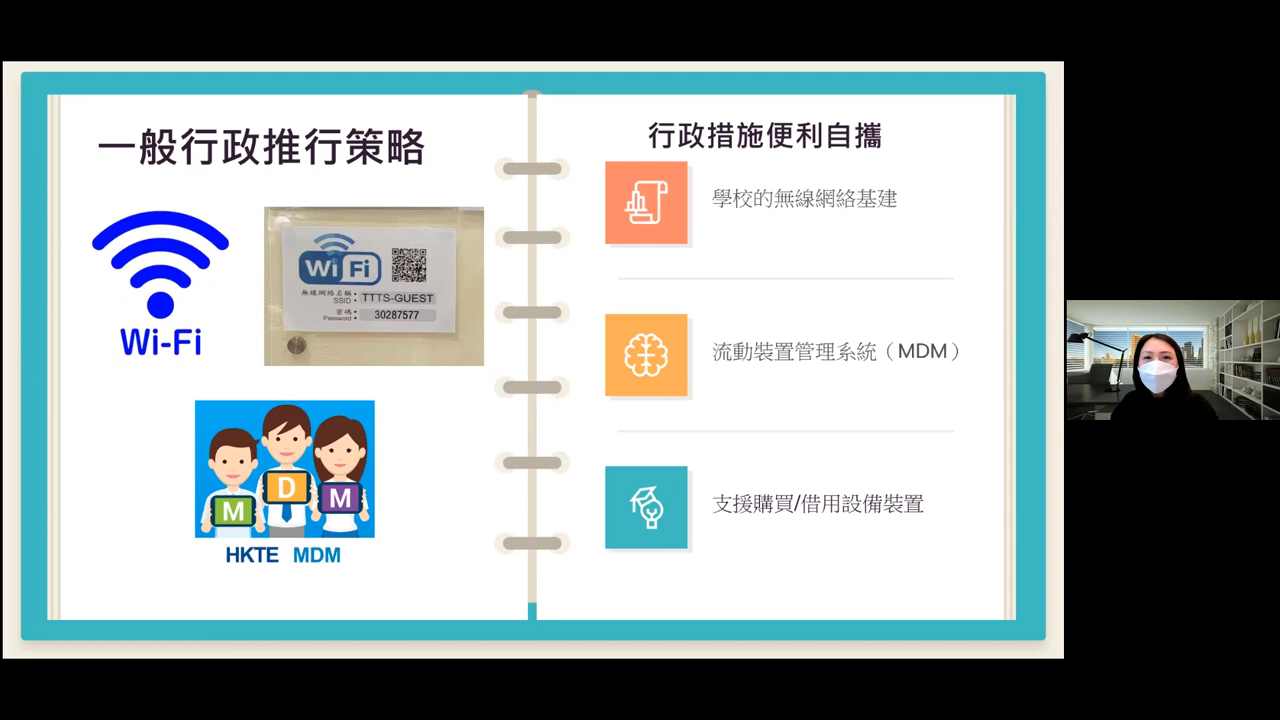 一般行政推行策略
Wi-Fi
WiFi
無線網絡名稱：
SSID
TTTS-GUEST
密碼：
Password
30287577
M D M
HKTE MDM
行政措施便利自攜
學校的無線網絡基建
流動裝置管理系統（MDM）
支援購買/借用設備裝置